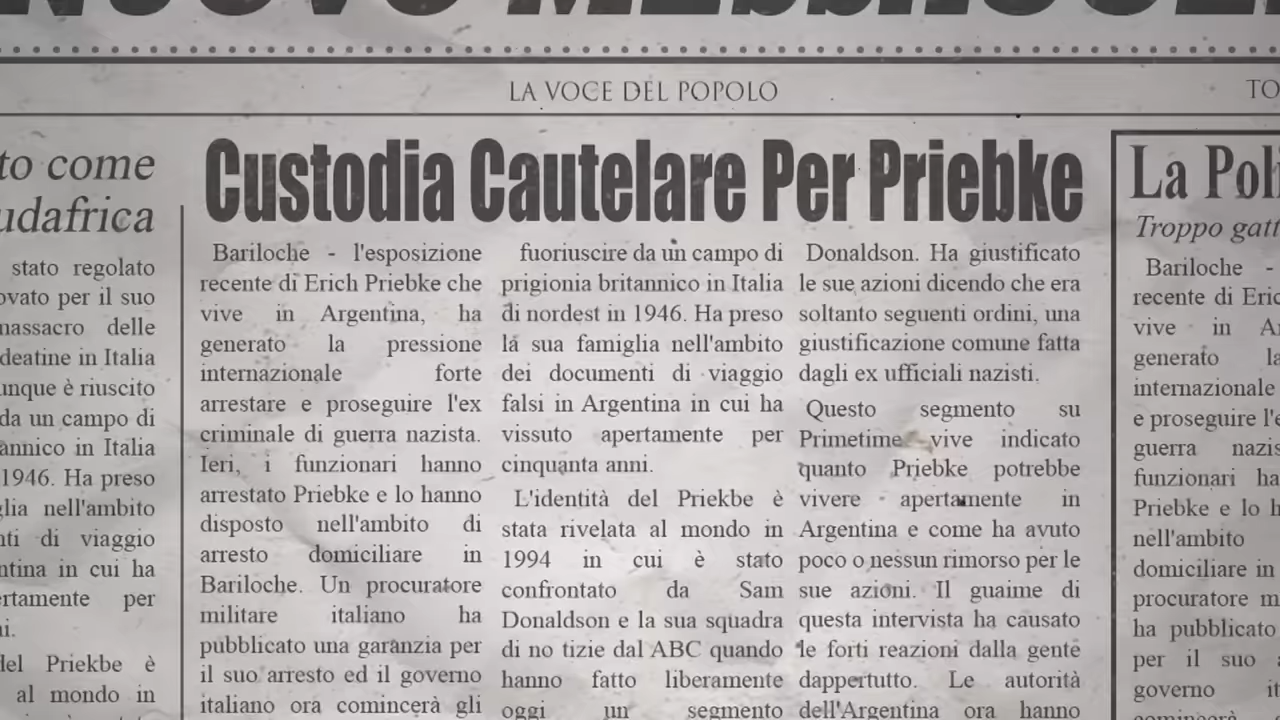 LA VOCE DEL POPOLO
TO
to come
udafrica
stato regolato
ovato per il suo
massacro delle
deatine in Italia
unque è riuscito
da un campo di
annico in Italia
1946. Ha preso
glia nell'ambito
nti di viaggio
ntina in cui ha
ertamente per
ni.
del Priekbe è
al mondo in
Custodia Cautelare Per Priebke
Bariloche - l'esposizione
recente di Erich Priebke che
vive in Argentina, ha
generato la pressione
internazionale forte
arrestare e proseguire l'ex
criminale di guerra nazista.
Ieri, i funzionari hanno
arrestato Priebke e lo hanno
disposto nell'ambito di
arresto domiciliare in
Bariloche. Un procuratore
militare italiano ha
pubblicato una garanzia per
il suo arresto ed il governo
italiano ora comincerà gli
fuoriuscire da un campo di
prigionia britannico in Italia
di nordest in 1946. Ha preso
la sua famiglia nell'ambito
dei documenti di viaggio
falsi in Argentina in cui ha
vissuto apertamente per
cinquanta anni.
L'identità del Priekbe è
stata rivelata al mondo in
1994 in cui è stato
confrontato da Sam
Donaldson e la sua squadra
di no tizie dal ABC quando
hanno fatto liberamente
oggi un segmento
Donaldson. Ha giustificato
le sue azioni dicendo che era
soltanto seguenti ordini, una
giustificazione comune fatta
dagli ex ufficiali nazisti.
Questo segmento su
Primetime vive indicato
quanto Priebke potrebbe
vivere apertamente in
Argentina e come ha avuto
poco o nessun rimorso per le
sue azioni. Il guaime di
questa intervista ha causato
le forti reazioni dalla gente
dappertutto. Le autorità
dell'Argentina ora hanno
La Poli
Troppo gatt
Bariloche -
recente di Eric
vive in A
generato la
internazionale
e proseguire l'e
guerra nazis
funzionari ha
Priebke e lo h
nell'ambito
domiciliare in
procuratore m
ha pubblicato
per il suo a
governo it
comincerà